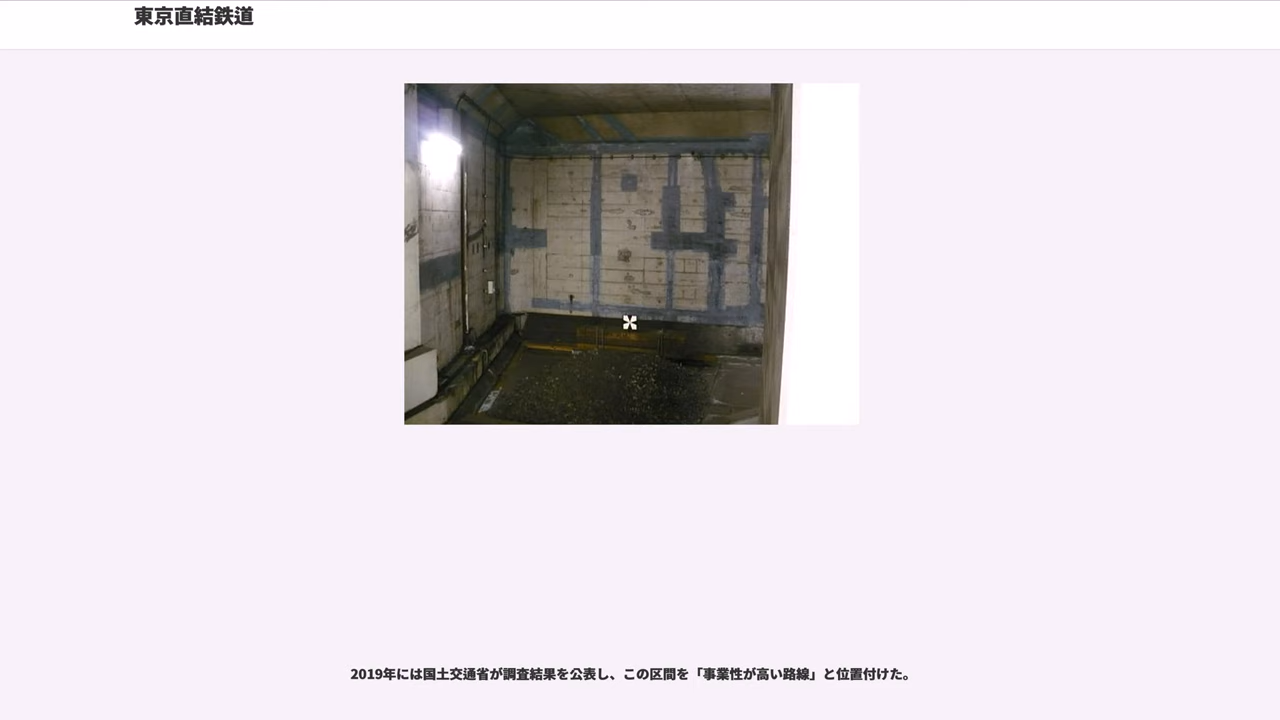 東京直結鉄道
2019年には国土交通省が調査結果を公表し、この区間を「事業性が高い路線」と位置付けた。